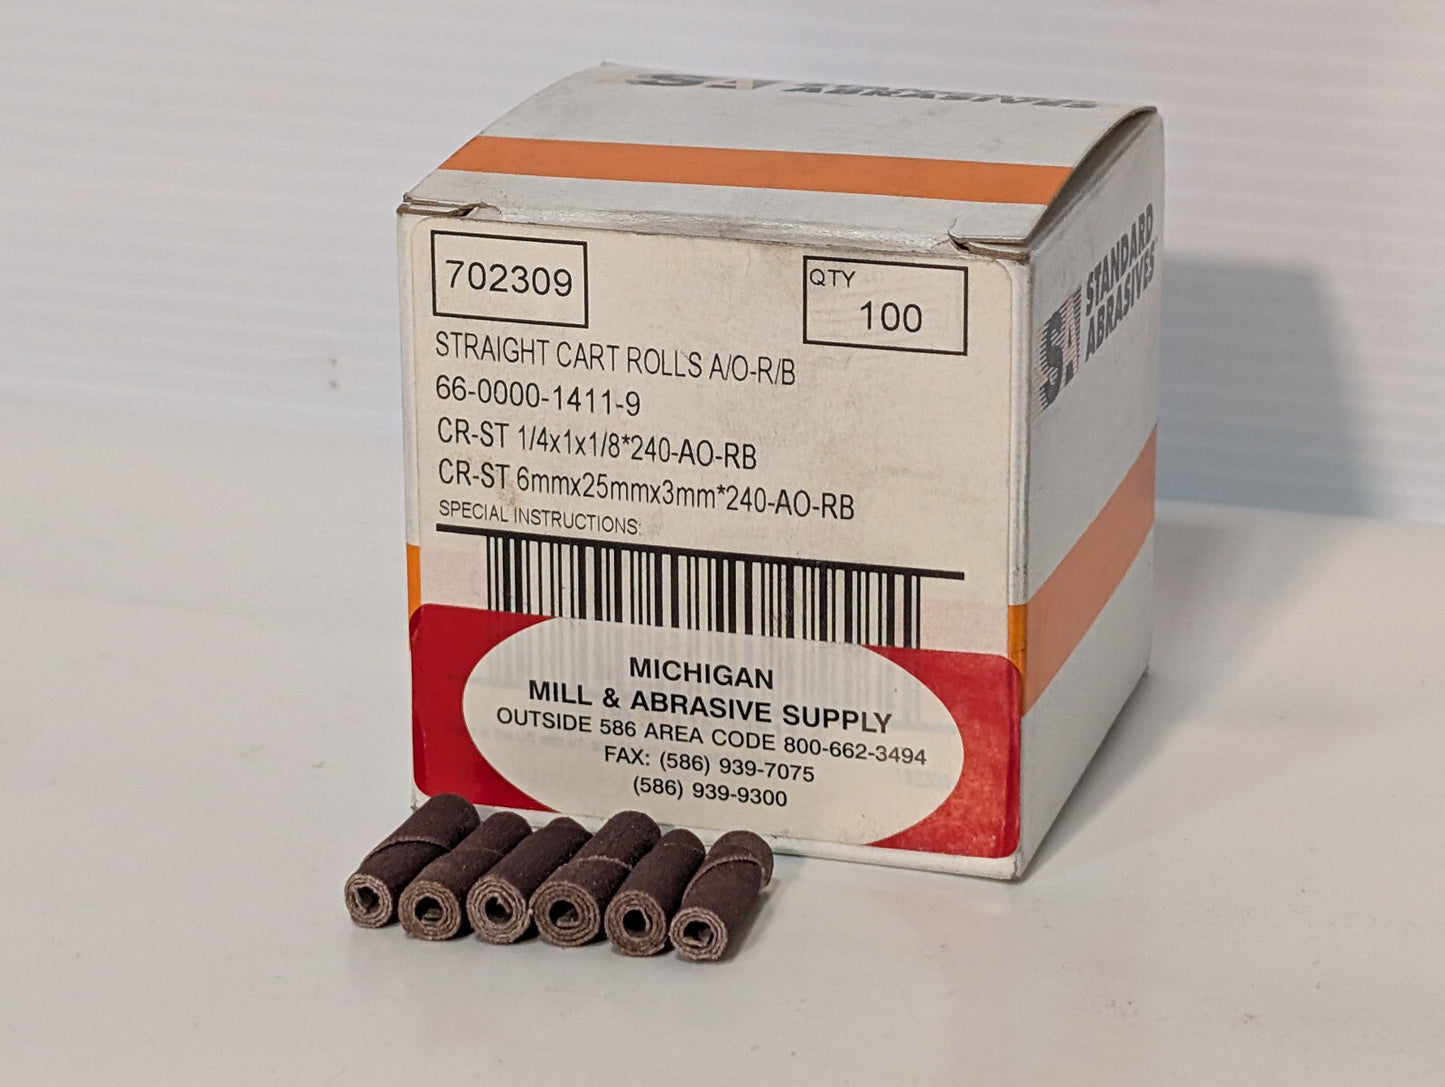 SA ABRASIVES
702309
QTY
100
STRAIGHT CART ROLLS A/O-R/B
66-0000-1411-9
CR-ST 1/4x1x1/8*240-AO-RB
CR-ST 6mmx25mmx3mm*240-AO-RB
SPECIAL INSTRUCTIONS:
MICHIGAN
MILL & ABRASIVE SUPPLY
OUTSIDE 586 AREA CODE 800-662-3494
FAX: (586) 939-7075
(586) 939-9300
SA STANDARD
ABRASIVES